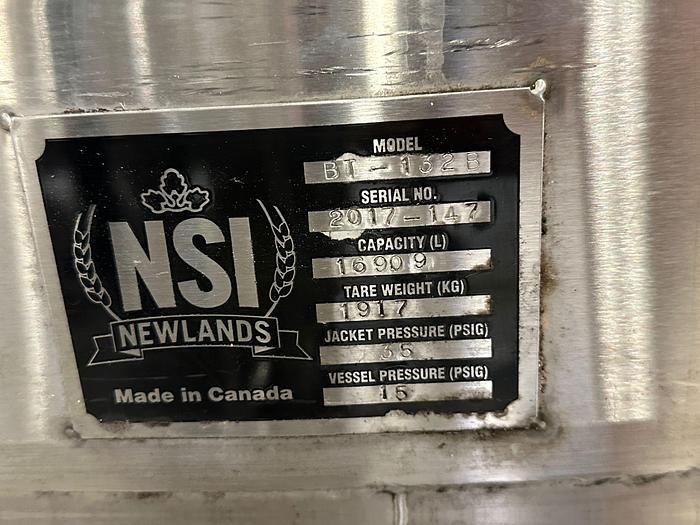 NSI
NEWLANDS
Made in Canada
MODEL
BT-132B
SERIAL NO.
2017-147
CAPACITY (L)
16909
TARE WEIGHT (KG)
1917
JACKET PRESSURE (PSIG)
35
VESSEL PRESSURE (PSIG)
15